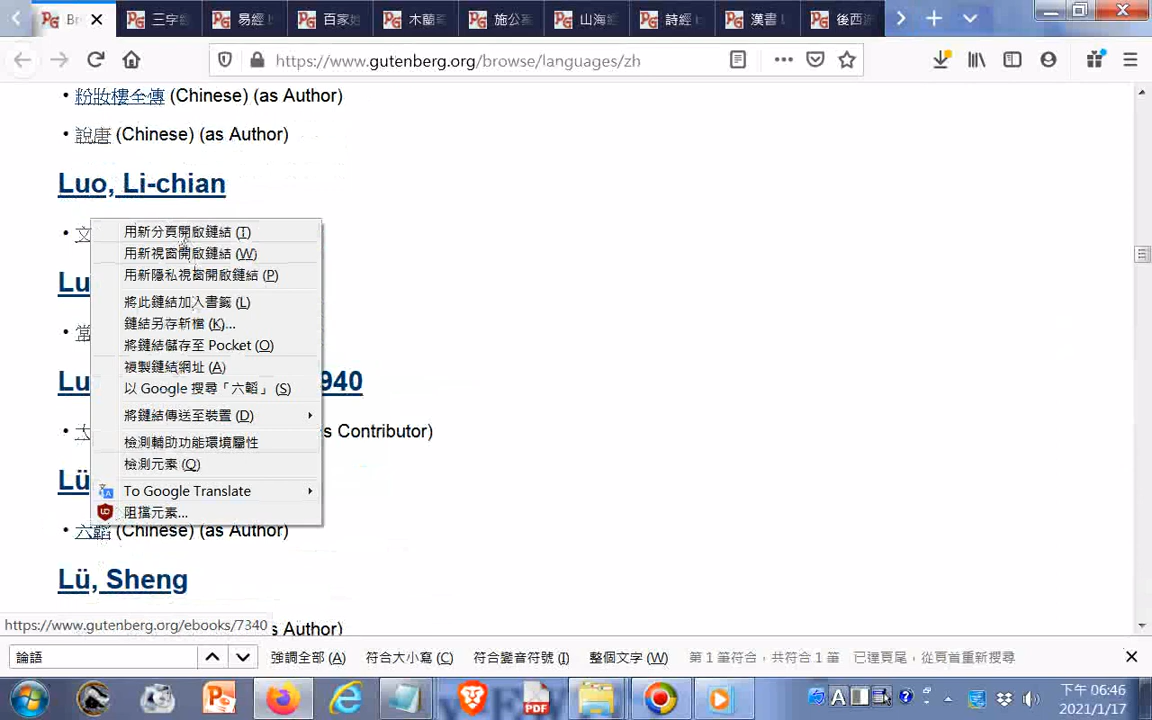 三字
易經
百家
木蘭
施公
山海
詩經
漢書
後西
https://www.gutenberg.org/browse/languages/zh
粉妝樓全傳 (Chinese) (as Author)
說唐 (Chinese) (as Author)
Luo, Li-chian
文
用新分頁開啟鏈結 (I)
用新視窗開啟鏈結 (W)
用新隱私視窗開啟鏈結 (P)
將此鏈結加入書籤 (L)
鏈結另存新檔 (K)...
將鏈結儲存至 Pocket (O)
複製鏈結網址 (A)
以 Google 搜尋「六韜」 (S)
將鏈結傳送至裝置 (D)
檢測輔助功能環境屬性
檢測元素 (Q)
To Google Translate
阻擋元素...
Lu
常
Lu 1940
s Contributor)
Lü
六韜 (Chinese) (as Author)
Lü, Sheng
https://www.gutenberg.org/ebooks/7340
s Author)
論語
強調全部 (A) 符合大小寫 (C) 符合變音符號 (I) 整個文字 (W) 第 1 筆符合，共符合 1 筆 已達頁尾，從頁首重新搜尋
PDF
下午 06:46
2021/1/17